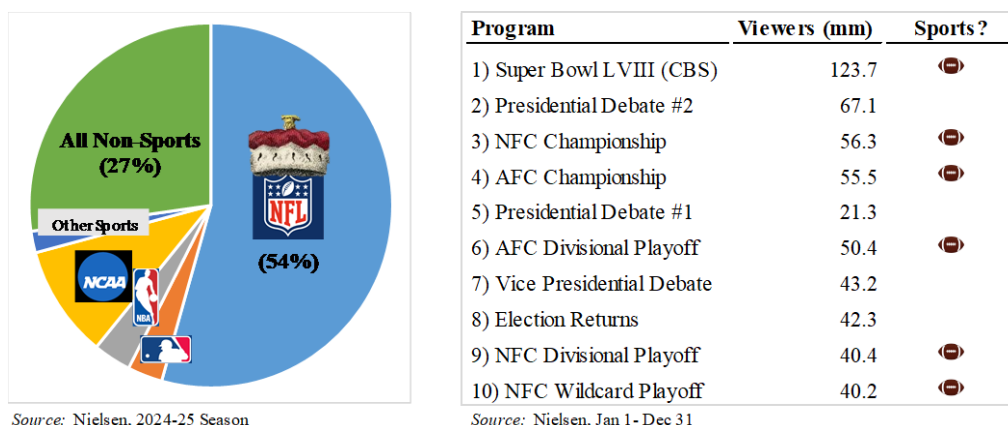 All Non-Sports
(27%)
Other Sports
NFL
(54%)
NCAA
NBA
Source: Nielsen, 2024-25 Season
Program Viewers (mm) Sports?
1) Super Bowl LVIII (CBS) 123.7
2) Presidential Debate #2 67.1
3) NFC Championship 56.3
4) AFC Championship 55.5
5) Presidential Debate #1 21.3
6) AFC Divisional Playoff 50.4
7) Vice Presidential Debate 43.2
8) Election Returns 42.3
9) NFC Divisional Playoff 40.4
10) NFC Wildcard Playoff 40.2
Source: Nielsen, Jan 1- Dec 31